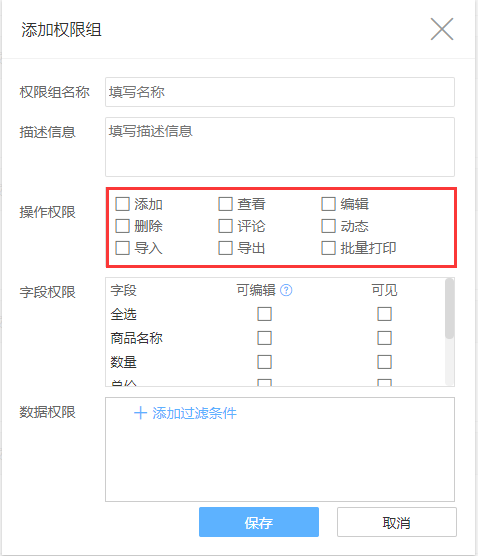 添加权限组
权限组名称 填写名称
描述信息 填写描述信息
操作权限
添加 查看 编辑
删除 评论 动态
导入 导出 批量打印
字段权限
字段 可编辑 ? 可见
全选
商品名称
数量
总价
数据权限
+ 添加过滤条件
保存 取消